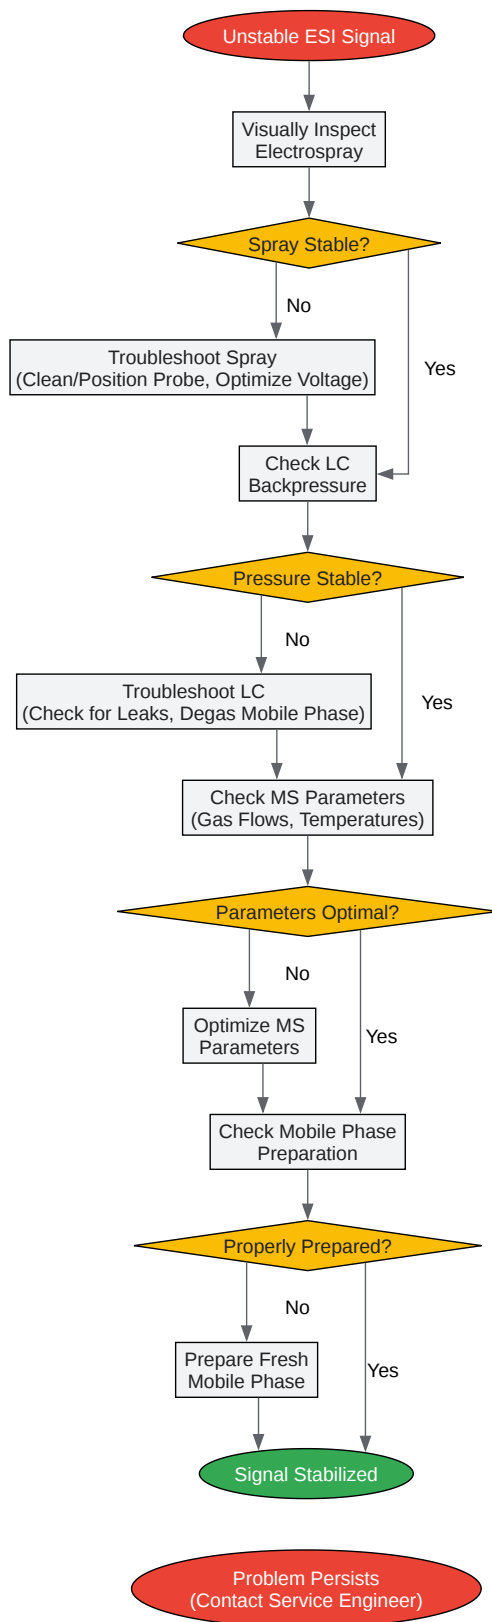 Unstable ESI Signal
Visually Inspect
Electrospray
Spray Stable?
No
Yes
Troubleshoot Spray
(Clean/Position Probe, Optimize Voltage)
Check LC
Backpressure
Pressure Stable?
No
Yes
Troubleshoot LC
(Check for Leaks, Degas Mobile Phase)
Check MS Parameters
(Gas Flows, Temperatures)
Parameters Optimal?
No
Yes
Optimize MS
Parameters
Check Mobile Phase
Preparation
Properly Prepared?
No
Yes
Prepare Fresh
Mobile Phase
Signal Stabilized
Problem Persists
(Contact Service Engineer)